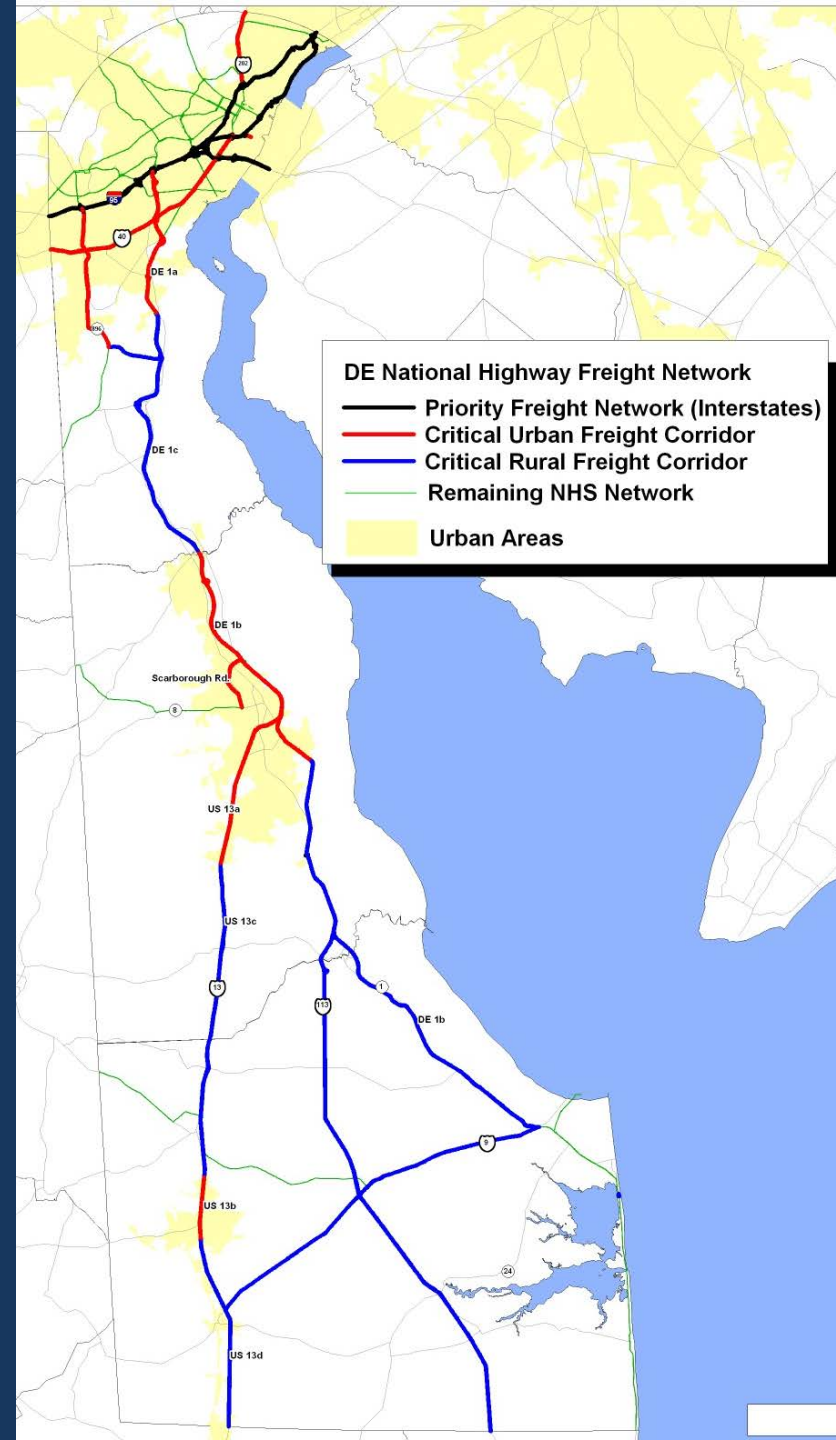 202
95
40
DE 1a
896
DE National Highway Freight Network
Priority Freight Network (Interstates)
Critical Urban Freight Corridor
Critical Rural Freight Corridor
Remaining NHS Network
Urban Areas
DE 1c
DE 1b
Scarborough Rd.
8
US 13a
US 13c
13
113
1
DE 1b
9
US 13b
24
US 13d